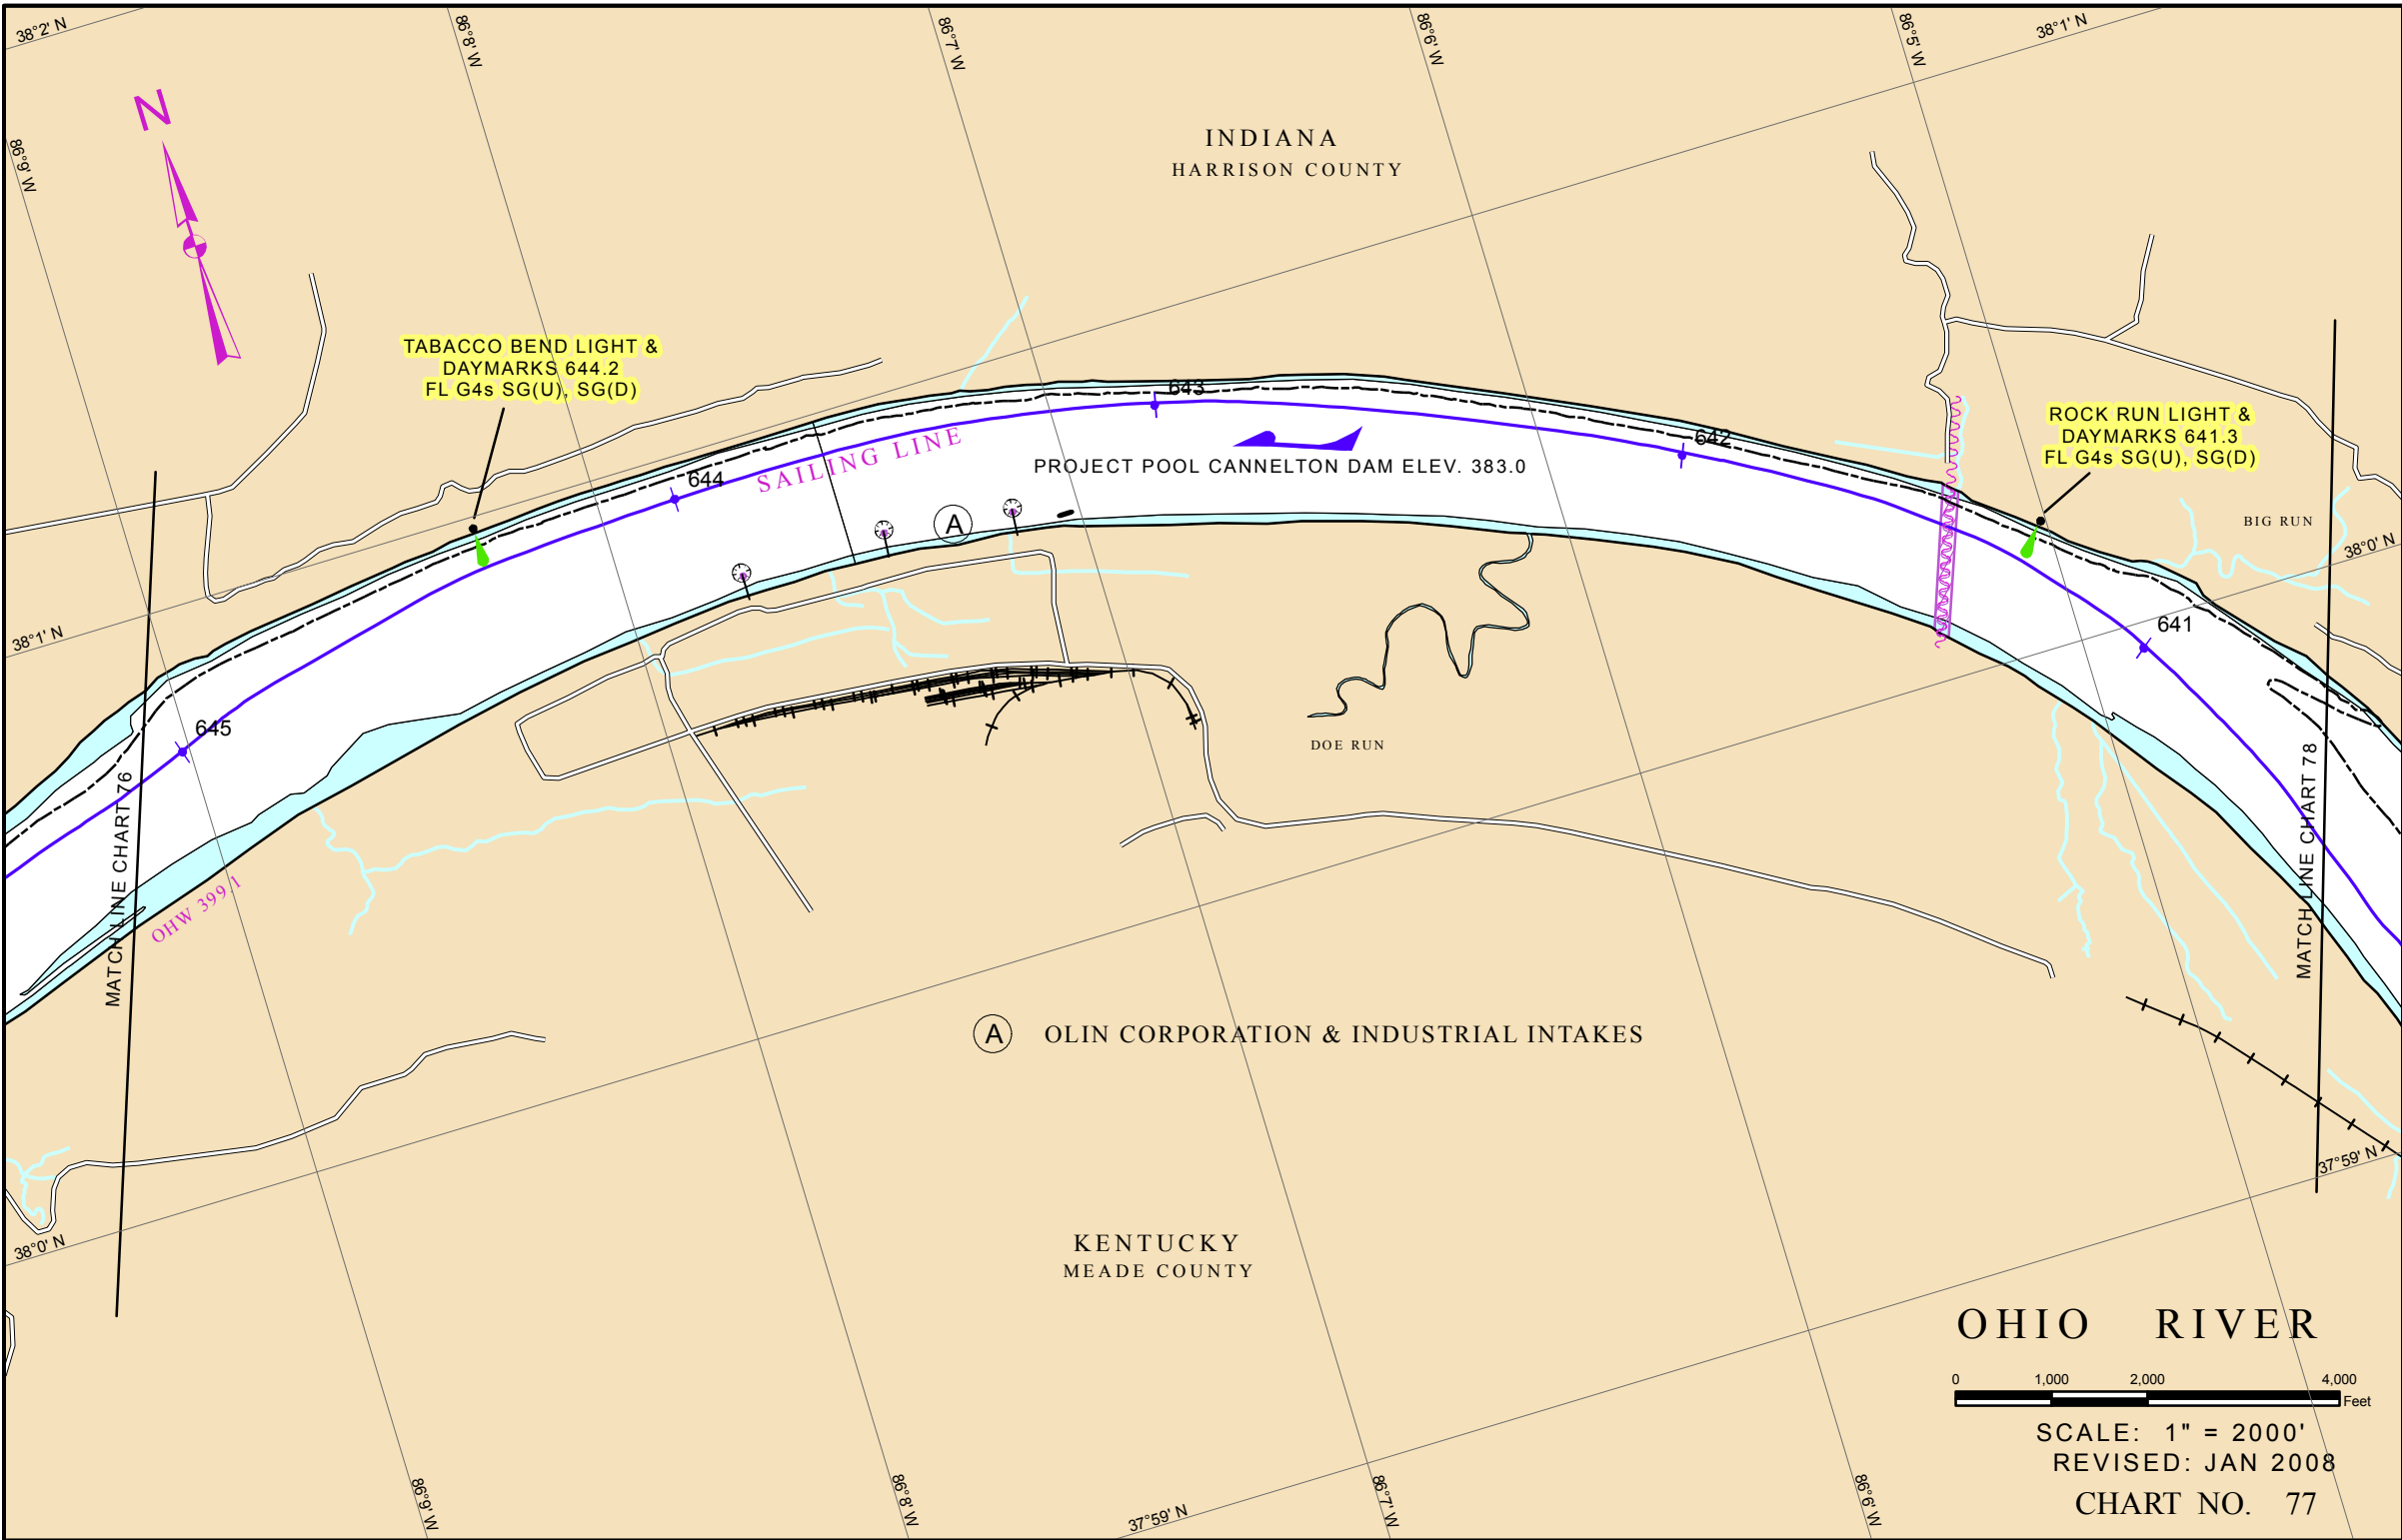 38°2' N
86°8' W
86°7' W
86°6' W
86°5' W
38°1' N
N
86°9' W
INDIANA
HARRISON COUNTY
TABACCO BEND LIGHT &
DAYMARKS 644.2
FL G4s SG(U), SG(D)
643
642
ROCK RUN LIGHT &
DAYMARKS 641.3
FL G4s SG(U), SG(D)
SAILING LINE
PROJECT POOL CANNELTON DAM ELEV. 383.0
644
A
BIG RUN
38°0' N
38°1' N
641
645
DOE RUN
MATCH LINE CHART 76
MATCH LINE CHART 78
OHW 399.1
A OLIN CORPORATION & INDUSTRIAL INTAKES
37°59' N
38°0' N
KENTUCKY
MEADE COUNTY
OHIO RIVER
0 1,000 2,000 4,000
Feet
SCALE: 1" = 2000'
REVISED: JAN 2008
CHART NO. 77
86°9' W
86°8' W
37°59' N
86°7' W
86°6' W